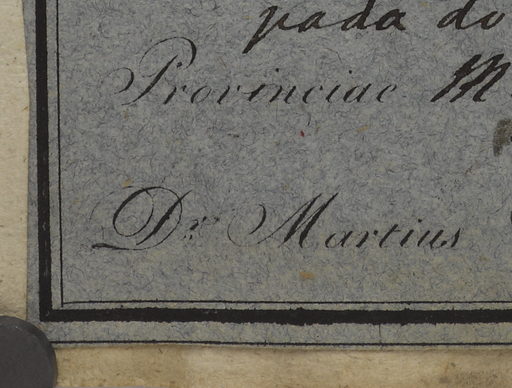 pada do
Provinciae M
Dr. Martius